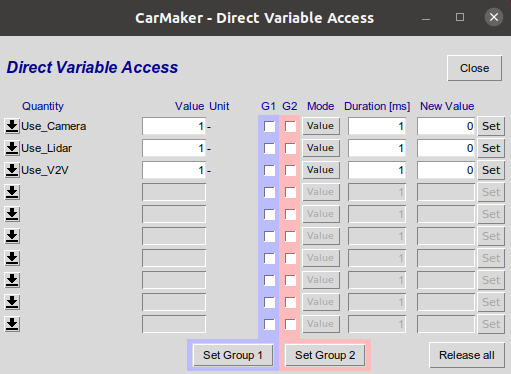 CarMaker - Direct Variable Access
Direct Variable Access Close
Quantity Value Unit G1 G2 Mode Duration [ms] New Value
Use_Camera 1 - Value 1 0 Set
Use_Lidar 1 - Value 1 0 Set
Use_V2V 1 - Value 1 0 Set
Value 1 Set
Value 1 Set
Value 1 Set
Value 1 Set
Value 1 Set
Value 1 Set
Value 1 Set
Set Group 1 Set Group 2 Release all